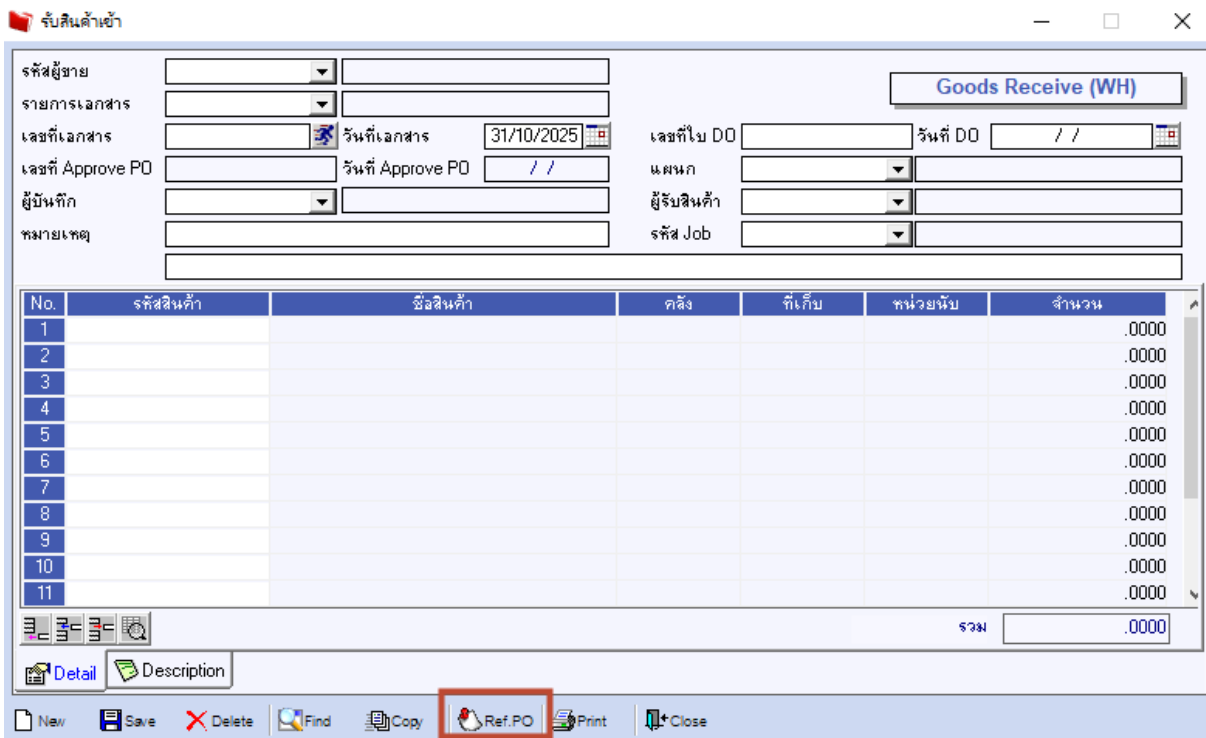 รับสินค้าเข้า
รหัสผู้ขาย
Goods Receive (WH)
รายการเอกสาร
เลขที่เอกสาร วันที่เอกสาร 31/10/2025 เลขที่ใบ DO วันที่ DO / /
เลขที่ Approve PO วันที่ Approve PO / / แผนก
ผู้บันทึก ผู้รับสินค้า
หมายเหตุ รหัส Job
No. รหัสสินค้า ชื่อสินค้า คลัง ที่เก็บ หน่วยนับ จำนวน
1 .0000
2 .0000
3 .0000
4 .0000
5 .0000
6 .0000
7 .0000
8 .0000
9 .0000
10 .0000
11 .0000
รวม .0000
Detail Description
New Save Delete Find Copy Ref.PO Print Close